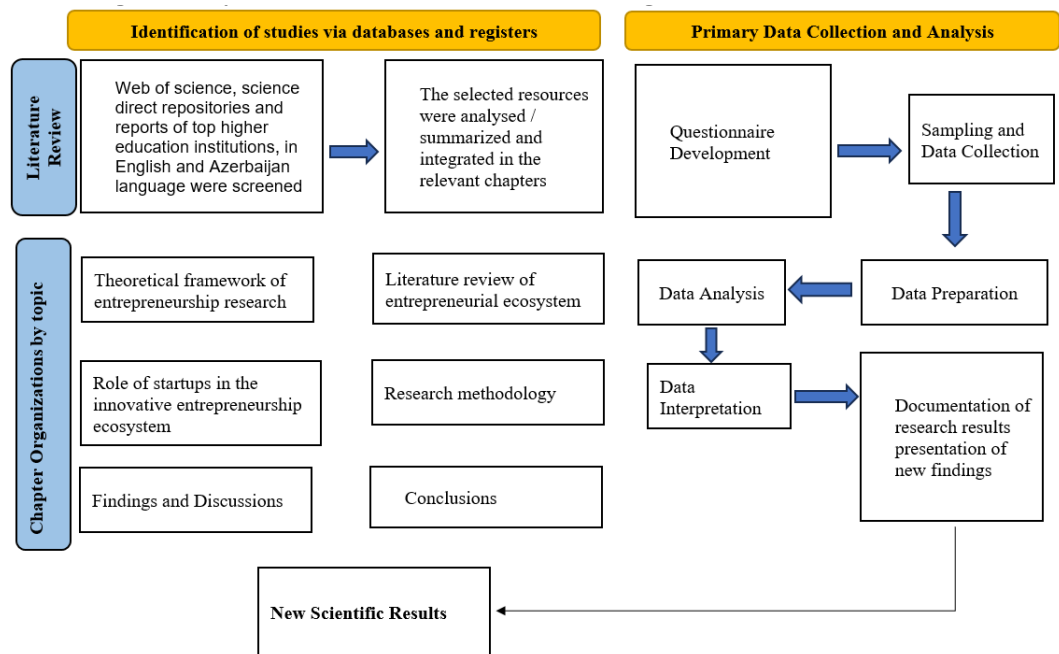 Identification of studies via databases and registers
Primary Data Collection and Analysis
Literature
Review
Web of science, science
direct repositories and
reports of top higher
education institutions, in
English and Azerbaijan
language were screened
The selected resources
were analysed /
summarized and
integrated in the
relevant chapters
Questionnaire
Development
Sampling and
Data Collection
Chapter Organizations by topic
Theoretical framework of
entrepreneurship research
Literature review of
entrepreneurial ecosystem
Data Analysis
Data Preparation
Role of startups in the
innovative entrepreneurship
ecosystem
Research methodology
Data
Interpretation
Documentation of
research results
presentation of
new findings
Findings and Discussions
Conclusions
New Scientific Results